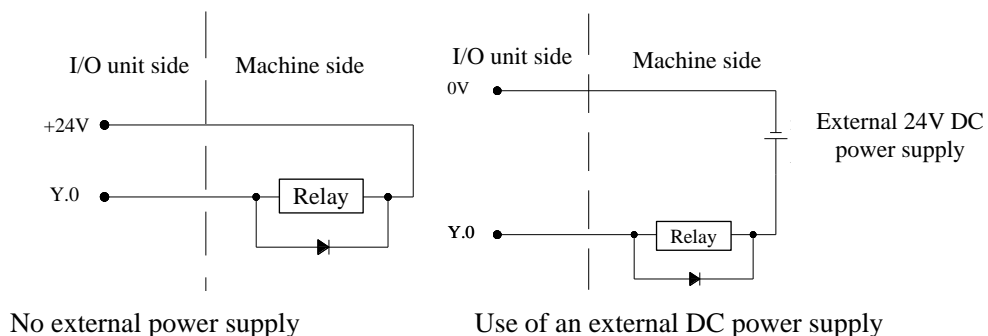 I/O unit side
Machine side
+24V
Y.0
Relay
No external power supply
I/O unit side
Machine side
0V
External 24V DC
power supply
Y.0
Relay
Use of an external DC power supply